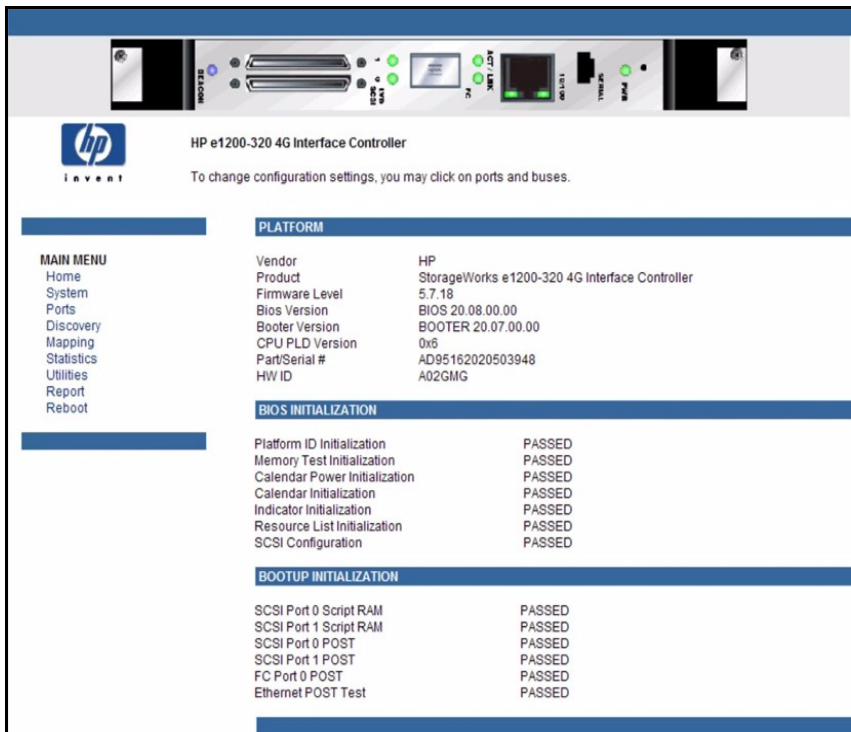 BEACON
1
0
LVD
SCSI
ACT / LNK
FC
10/100
SERIAL
PWR
hp
invent
HP e1200-320 4G Interface Controller
To change configuration settings, you may click on ports and buses.
MAIN MENU
Home
System
Ports
Discovery
Mapping
Statistics
Utilities
Report
Reboot
PLATFORM
Vendor HP
Product StorageWorks e1200-320 4G Interface Controller
Firmware Level 5.7.18
Bios Version BIOS 20.08.00.00
Booter Version BOOTER 20.07.00.00
CPU PLD Version 0x6
Part/Serial # AD95162020503948
HW ID A02GMG
BIOS INITIALIZATION
Platform ID Initialization PASSED
Memory Test Initialization PASSED
Calendar Power Initialization PASSED
Calendar Initialization PASSED
Indicator Initialization PASSED
Resource List Initialization PASSED
SCSI Configuration PASSED
BOOTUP INITIALIZATION
SCSI Port 0 Script RAM PASSED
SCSI Port 1 Script RAM PASSED
SCSI Port 0 POST PASSED
SCSI Port 1 POST PASSED
FC Port 0 POST PASSED
Ethernet POST Test PASSED